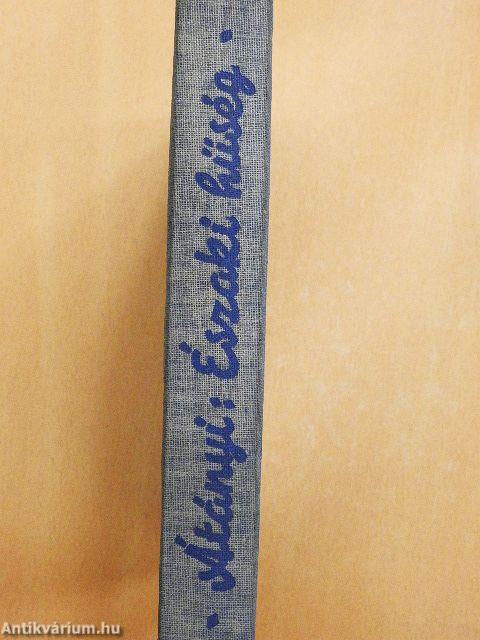 • Átányi: Északi hűség •
Antikvárium.hu